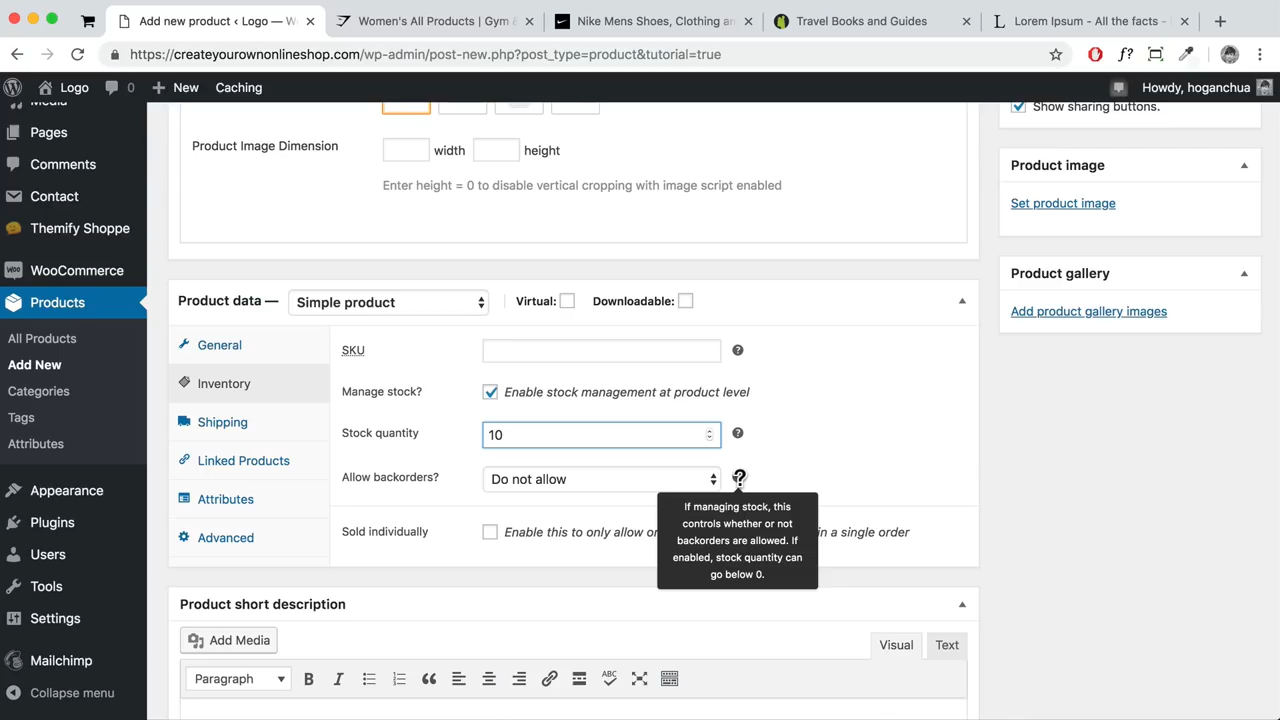 Add new product ‹ Logo — W
Women's All Products | Gym &
Nike Mens Shoes, Clothing an
Travel Books and Guides
Lorem Ipsum - All the facts -
https://createyourownonlineshop.com/wp-admin/post-new.php?post_type=product&tutorial=true
f?
Logo
0
New
Caching
Howdy, hoganchua
Media
Pages
Comments
Contact
Themify Shoppe
WooCommerce
Products
All Products
Add New
Categories
Tags
Attributes
Appearance
Plugins
Users
Tools
Settings
Mailchimp
Collapse menu
Product Image Dimension
width
height
Enter height = 0 to disable vertical cropping with image script enabled
Product data —
Simple product
Virtual:
Downloadable:
General
Inventory
Shipping
Linked Products
Attributes
Advanced
SKU
Manage stock?
Enable stock management at product level
Stock quantity
10
Allow backorders?
Do not allow
If managing stock, this
controls whether or not
backorders are allowed. If
enabled, stock quantity can
go below 0.
Sold individually
Enable this to only allow
in a single order
Product short description
Add Media
Visual
Text
Paragraph
B
I
ABC
Show sharing buttons.
Product image
Set product image
Product gallery
Add product gallery images